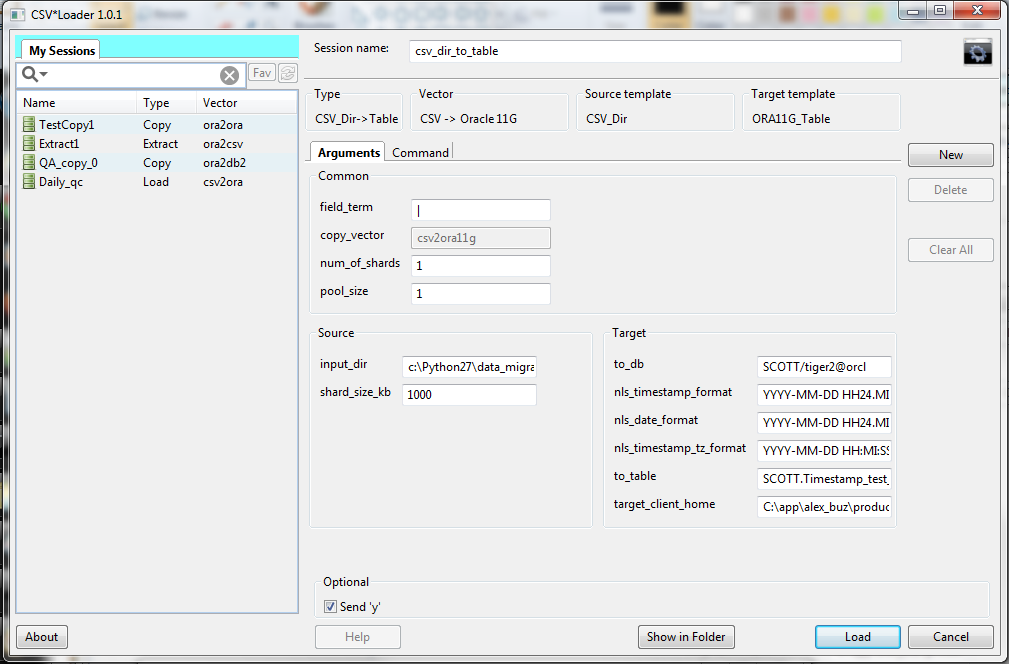 CSV*Loader 1.0.1
My Sessions
Fav
Name Type Vector
TestCopy1 Copy ora2ora
Extract1 Extract ora2csv
QA_copy_0 Copy ora2db2
Daily_qc Load csv2ora
Session name: csv_dir_to_table
Type Vector Source template Target template
CSV_Dir->Table CSV -> Oracle 11G CSV_Dir ORA11G_Table
Arguments Command
New
Delete
Clear All
Common
field_term |
copy_vector csv2ora11g
num_of_shards 1
pool_size 1
Source
input_dir c:\Python27\data_migra
shard_size_kb 1000
Target
to_db SCOTT/tiger2@orcl
nls_timestamp_format YYYY-MM-DD HH24.MI
nls_date_format YYYY-MM-DD HH24.MI
nls_timestamp_tz_format YYYY-MM-DD HH:MI:SS
to_table SCOTT.Timestamp_test_
target_client_home C:\app\alex_buz\produc
Optional
Send 'y'
About Help Show in Folder Load Cancel